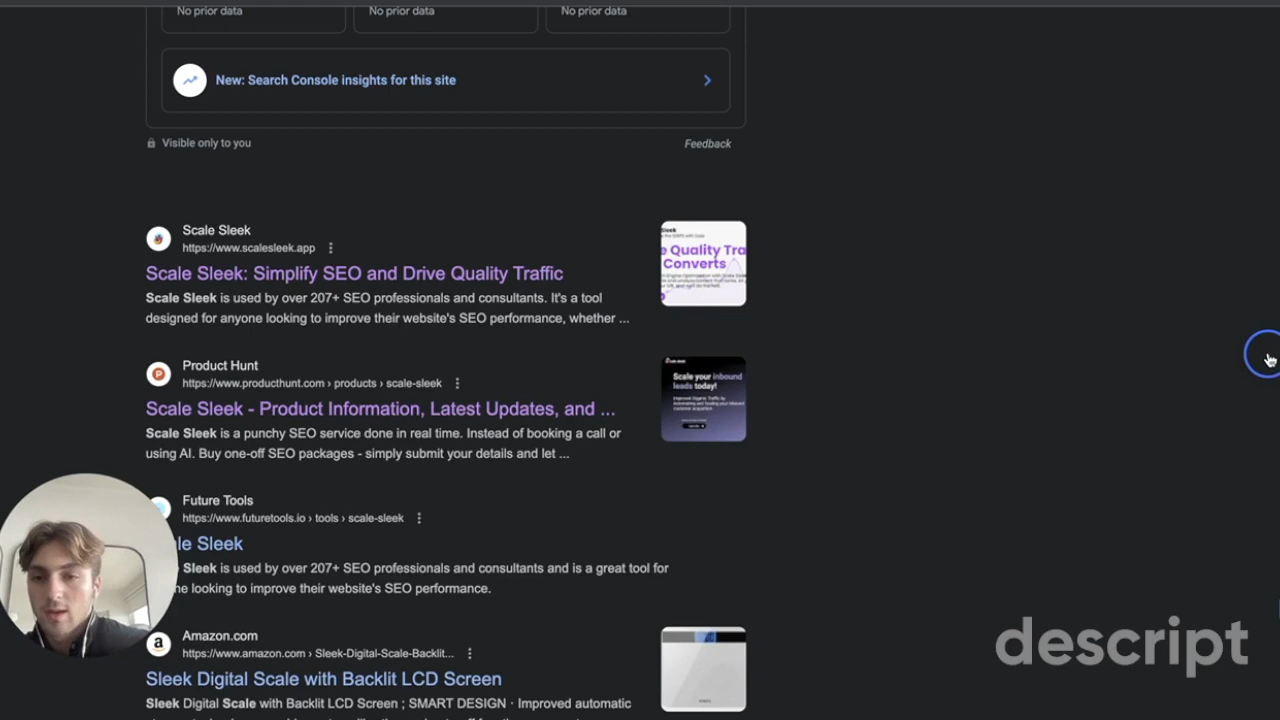 No prior data
No prior data
No prior data
New: Search Console insights for this site
Visible only to you
Feedback
Scale Sleek
https://www.scalesleek.app
Scale Sleek: Simplify SEO and Drive Quality Traffic
Scale Sleek is used by over 207+ SEO professionals and consultants. It's a tool
designed for anyone looking to improve their website's SEO performance, whether ...
Sleek
e Quality Tra
Converts
Product Hunt
https://www.producthunt.com › products › scale-sleek
Scale Sleek - Product Information, Latest Updates, and ...
Scale Sleek is a punchy SEO service done in real time. Instead of booking a call or
using AI. Buy one-off SEO packages - simply submit your details and let ...
Scale your inbound
leads today!
Future Tools
https://www.futuretools.io › tools › scale-sleek
le Sleek
Sleek is used by over 207+ SEO professionals and consultants and is a great tool for
ne looking to improve their website's SEO performance.
Amazon.com
https://www.amazon.com › Sleek-Digital-Scale-Backlit...
Sleek Digital Scale with Backlit LCD Screen
Sleek Digital Scale with Backlit LCD Screen ; SMART DESIGN · Improved automatic
descript